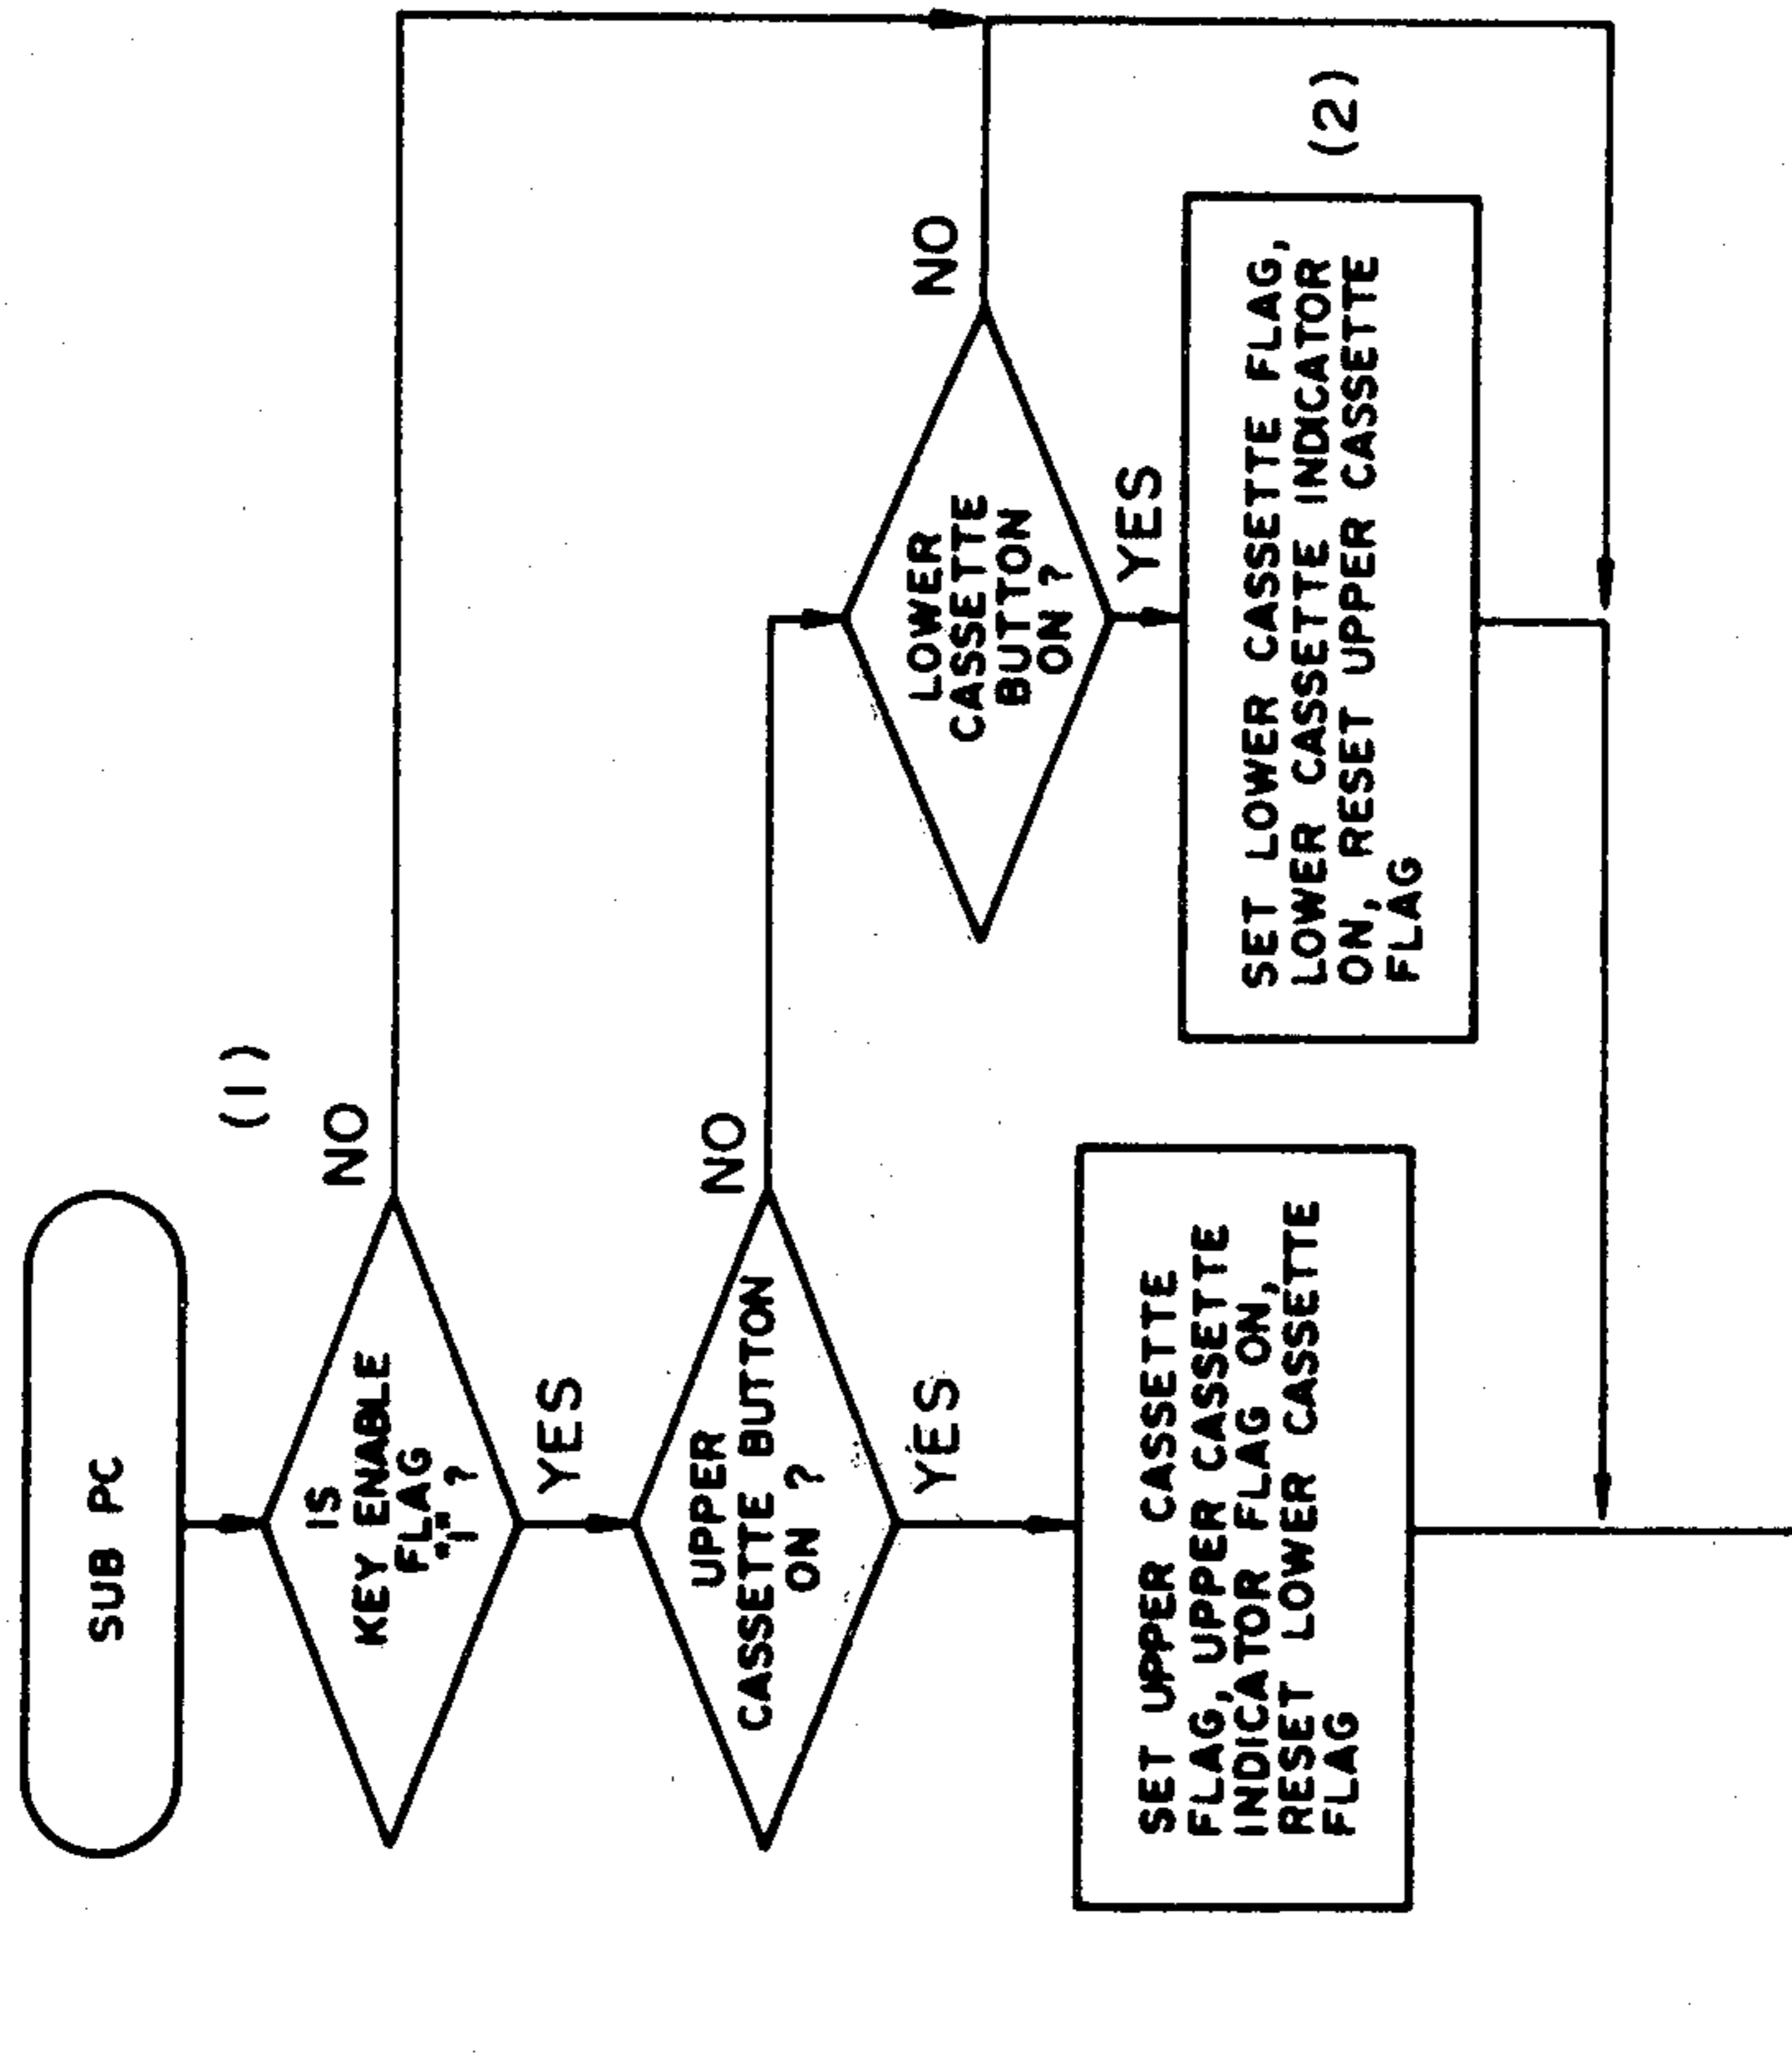 SUB PC
(1)
IS
KEY ENABLE
FLAG
"1" ?
NO
YES
UPPER
CASSETTE BUTTON
ON ?
NO
YES
LOWER
CASSETTE
BUTTON
ON ?
NO
YES
SET UPPER CASSETTE
FLAG, UPPER CASSETTE
INDICATOR FLAG ON,
RESET LOWER CASSETTE
FLAG
(2)
SET LOWER CASSETTE FLAG,
LOWER CASSETTE INDICATOR
ON, RESET UPPER CASSETTE
FLAG